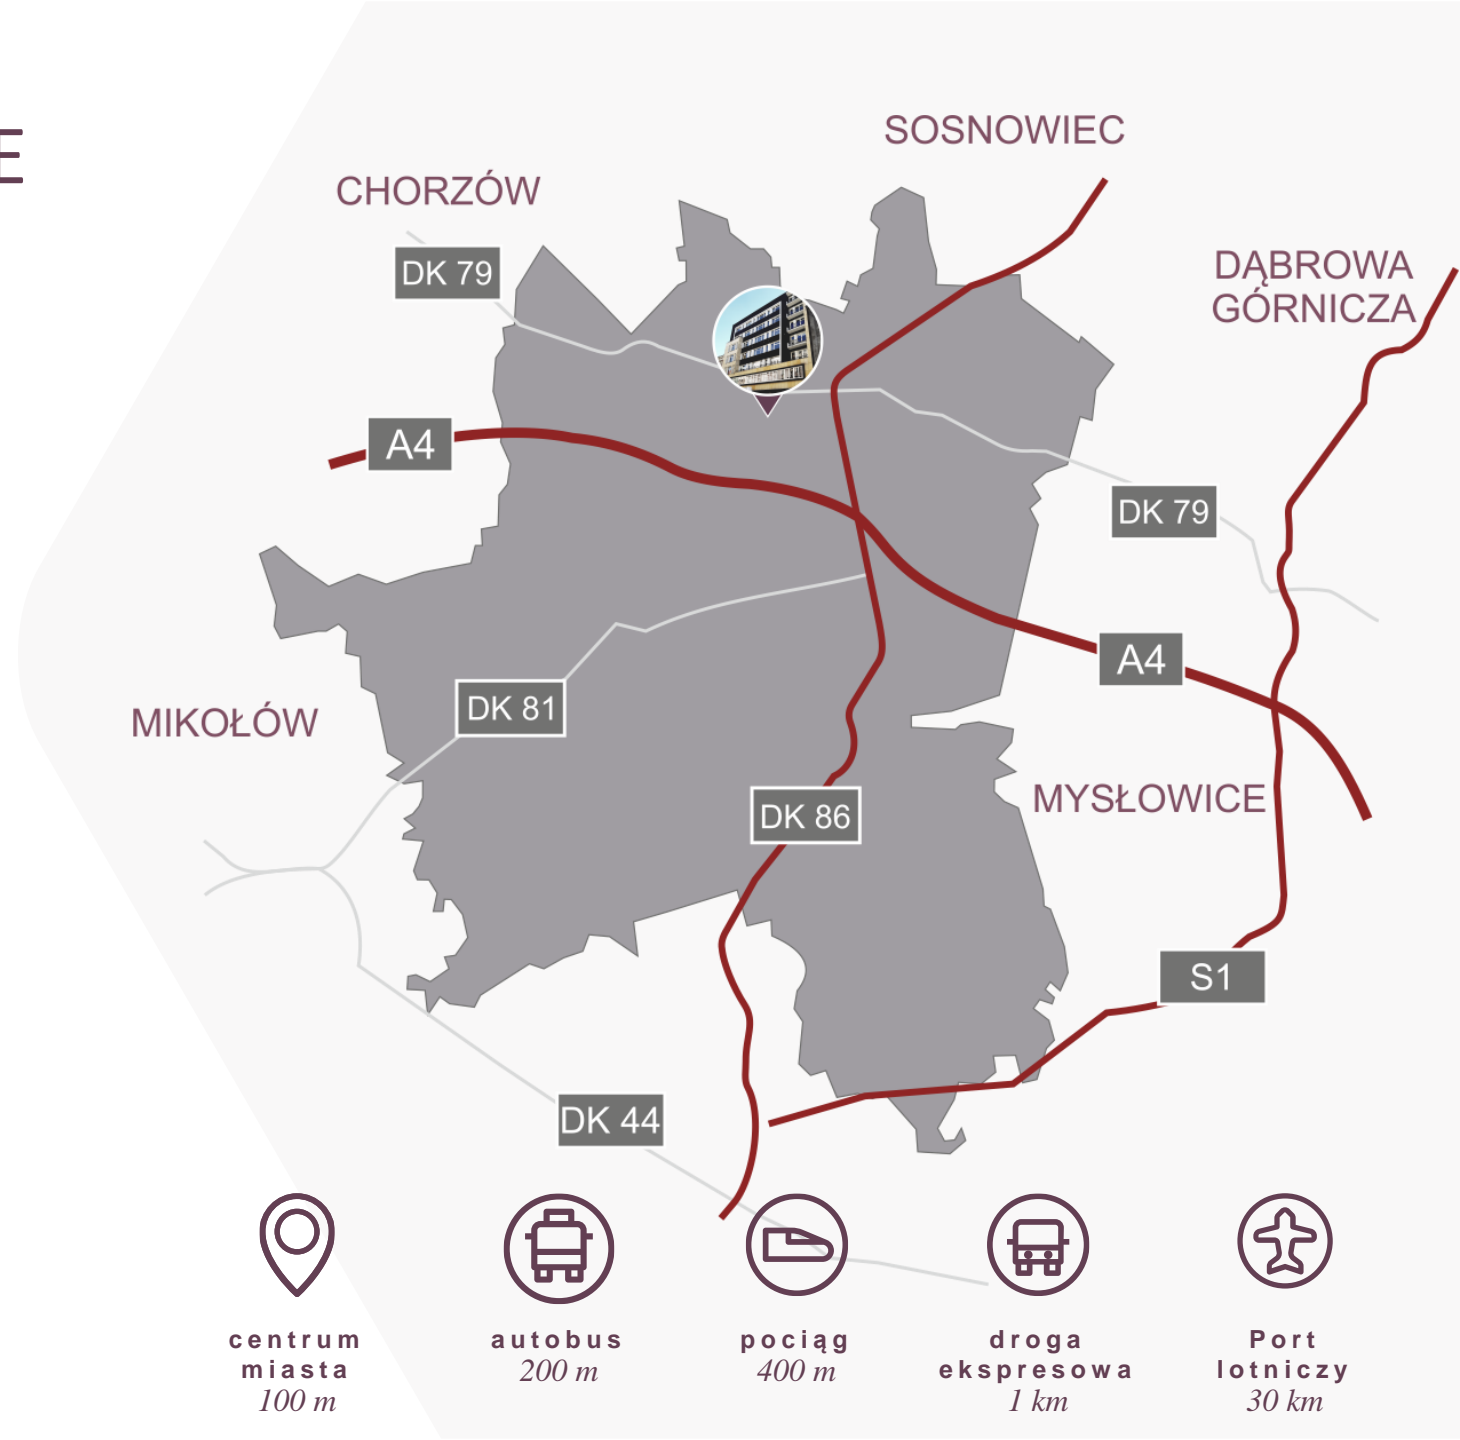 E
SOSNOWIEC
CHORZÓW
DK 79
DĄBROWA
GÓRNICZA
A4
DK 79
A4
DK 81
MIKOŁÓW
MYSŁOWICE
DK 86
S1
DK 44
centrum
miasta
100 m
autobus
200 m
pociąg
400 m
droga
ekspresowa
1 km
Port
lotniczy
30 km